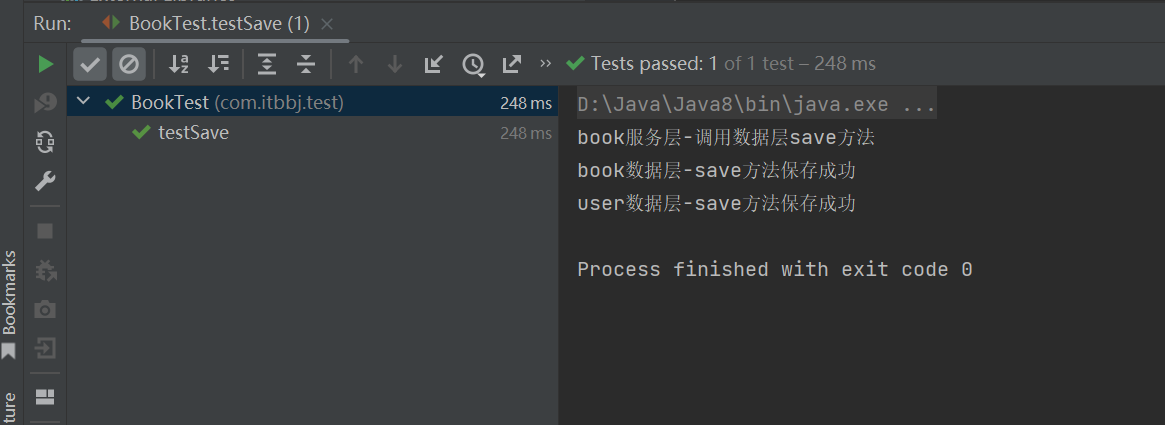 Run: BookTest.testSave (1)
Tests passed: 1 of 1 test – 248 ms
BookTest (com.itbbj.test) 248 ms
testSave 248 ms
D:\Java\Java8\bin\java.exe ...
book服务层-调用数据层save方法
book数据层-save方法保存成功
user数据层-save方法保存成功
Process finished with exit code 0
Bookmarks
ture